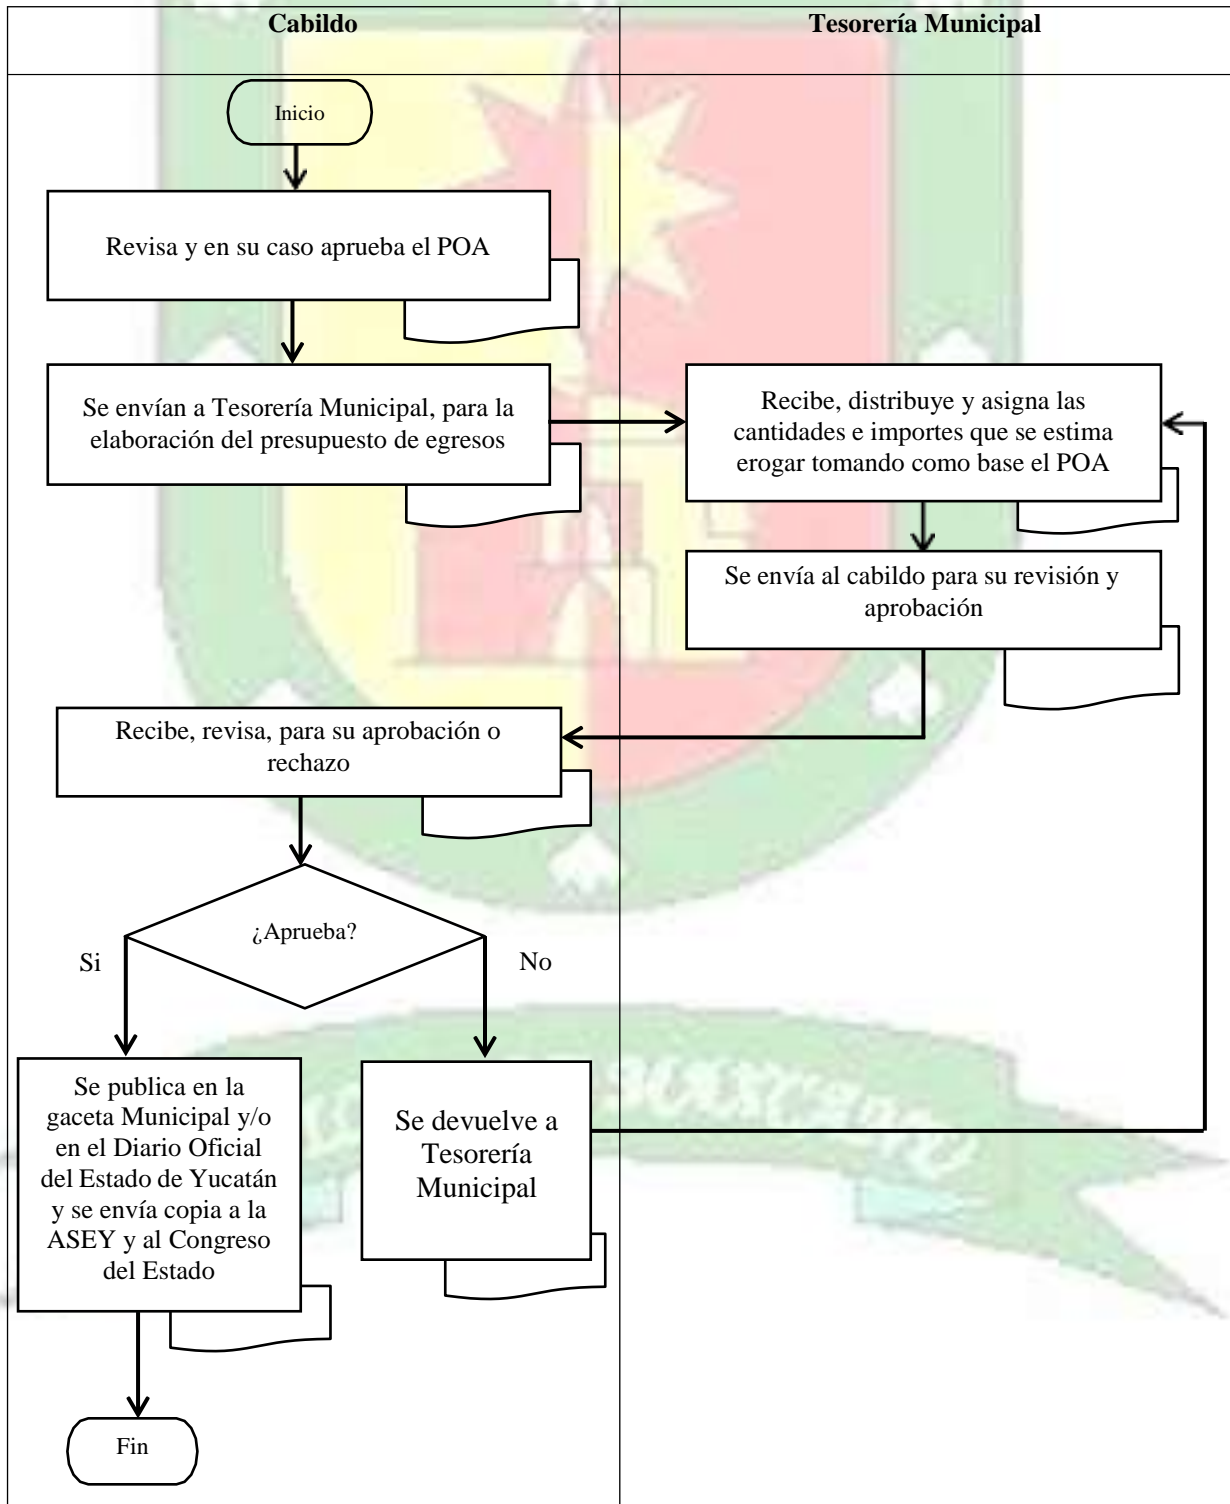 Cabildo
Tesorería Municipal
Inicio
Revisa y en su caso aprueba el POA
Se envían a Tesorería Municipal, para la
elaboración del presupuesto de egresos
Recibe, distribuye y asigna las
cantidades e importes que se estima
erogar tomando como base el POA
Se envía al cabildo para su revisión y
aprobación
Recibe, revisa, para su aprobación o
rechazo
¿Aprueba?
Si
No
Se publica en la
gaceta Municipal y/o
en el Diario Oficial
del Estado de Yucatán
y se envía copia a la
ASEY y al Congreso
del Estado
Se devuelve a
Tesorería
Municipal
Fin